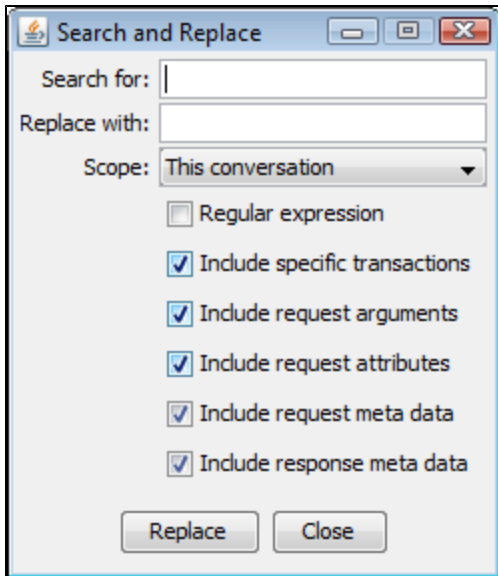 Search and Replace
Search for:
Replace with:
Scope: This conversation
Regular expression
Include specific transactions
Include request arguments
Include request attributes
Include request meta data
Include response meta data
Replace Close